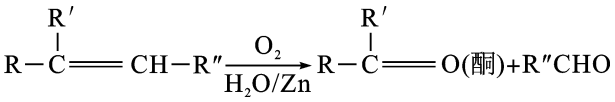 R′ R′
R—C══CH—R″ O₂ R—C══O(酮)+R″CHO
H₂O/Zn